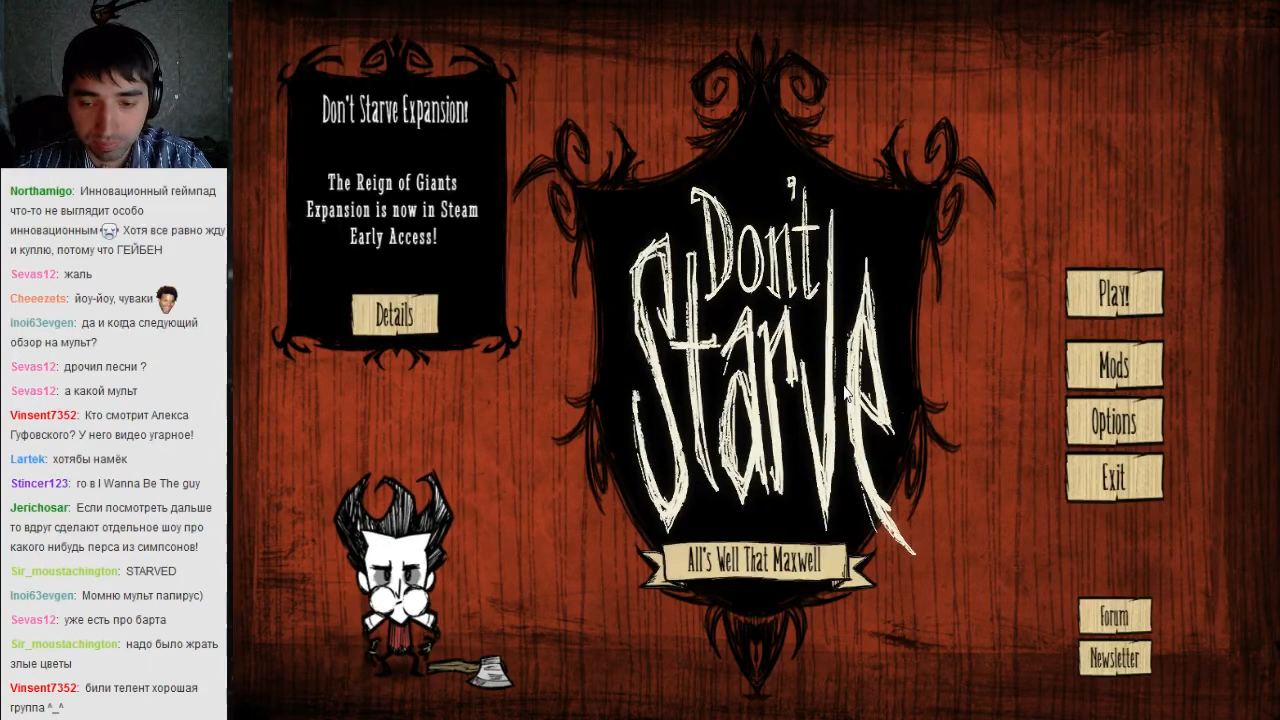 Northamigo: Инновационный геймпад
что-то не выглядит особо
инновационным Хотя все равно жду
и куплю, потому что ГЕЙБЕН
Sevas12: жаль
Cheeezets: йоу-йоу, чуваки
Inoi63evgen: да и когда следующий
обзор на мульт?
Sevas12: дрочил песни ?
Sevas12: а какой мульт
Vinsent7352: Кто смотрит Алекса
Гуфовского? У него видео угарное!
Lartek: хотябы намёк
Stincer123: го в I Wanna Be The guy
Jerichosar: Если посмотреть дальше
то вдруг сделают отдельное шоу про
какого нибудь перса из симпсонов!
Sir_moustachington: STARVED
Inoi63evgen: Момню мульт папирус)
Sevas12: уже есть про барта
Sir_moustachington: надо было жрать
злые цветы
Vinsent7352: били телент хорошая
группа ^_^
Don't Starve Expansion!
The Reign of Giants
Expansion is now in Steam
Early Access!
Details
Don't
Starve
All's Well That Maxwell
Play!
Mods
Options
Exit
Forum
Newsletter